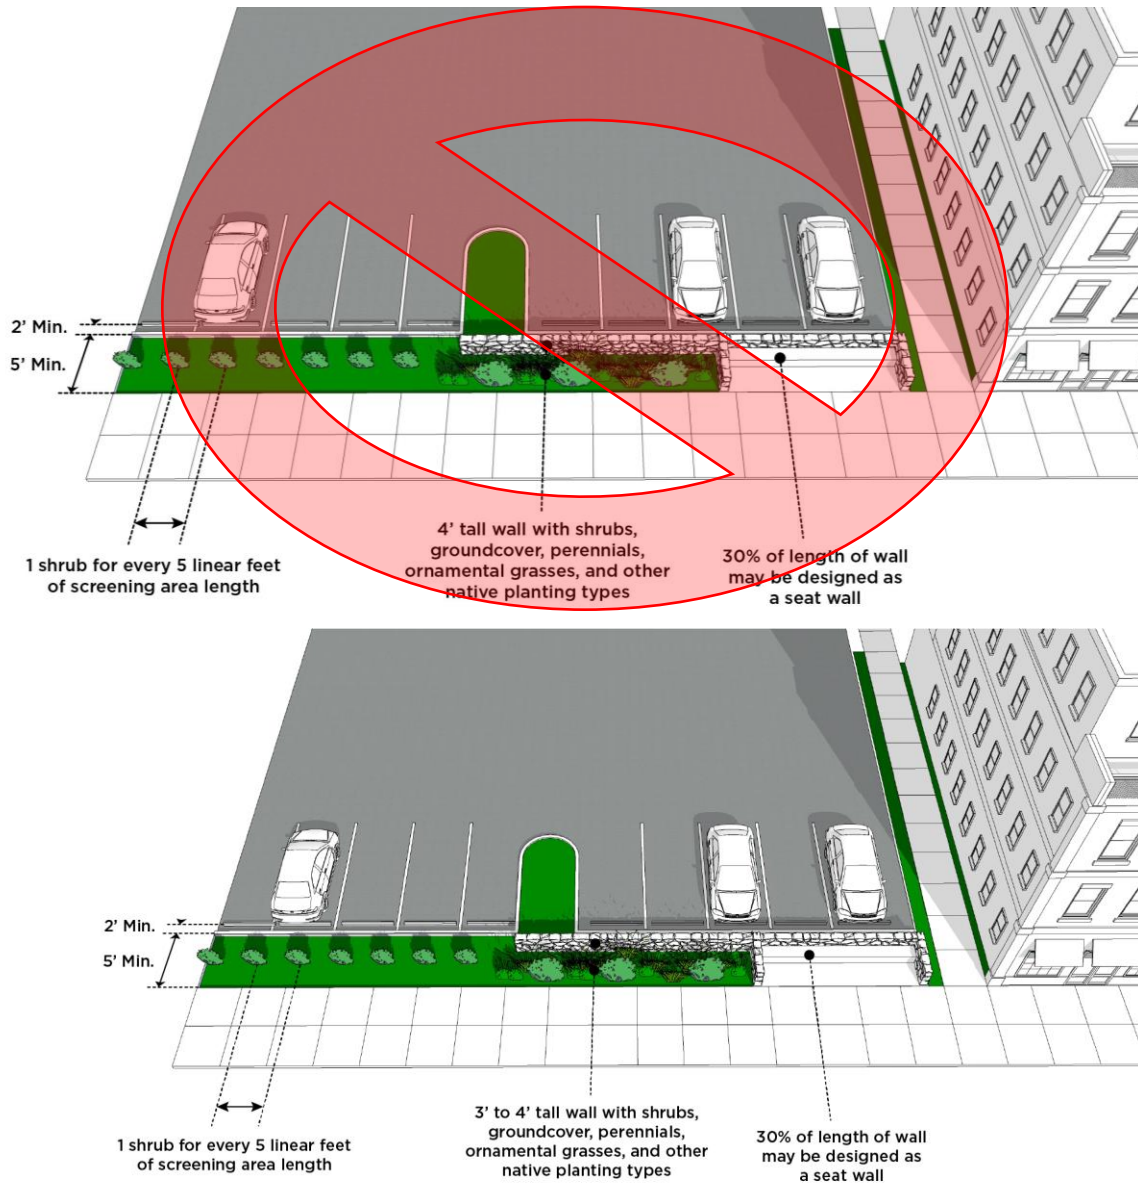 2' Min.
5' Min.
1 shrub for every 5 linear feet
of screening area length
4' tall wall with shrubs,
groundcover, perennials,
ornamental grasses, and other
native planting types
30% of length of wall
may be designed as
a seat wall
2' Min.
5' Min.
1 shrub for every 5 linear feet
of screening area length
3' to 4' tall wall with shrubs,
groundcover, perennials,
ornamental grasses, and other
native planting types
30% of length of wall
may be designed as
a seat wall